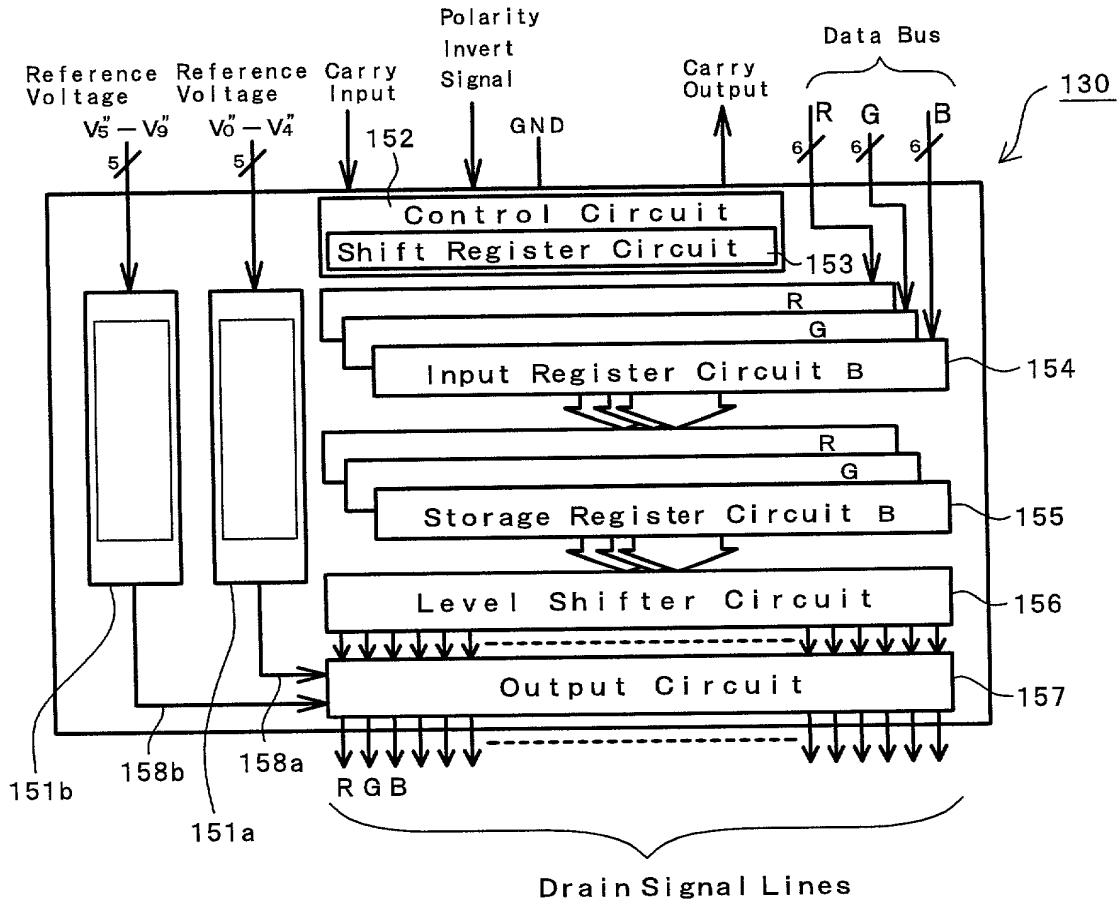 Polarity
Invert
Signal
Data Bus
Reference
Voltage
V5"−V9"
Reference
Voltage
V0"−V4"
Carry
Input
Carry
Output
130
R G B
GND
152
5
5
6
6
6
Control Circuit
Shift Register Circuit
153
R
G
Input Register Circuit B
154
R
G
Storage Register Circuit B
155
Level Shifter Circuit
156
Output Circuit
157
158b
158a
151b
151a
R G B
Drain Signal Lines